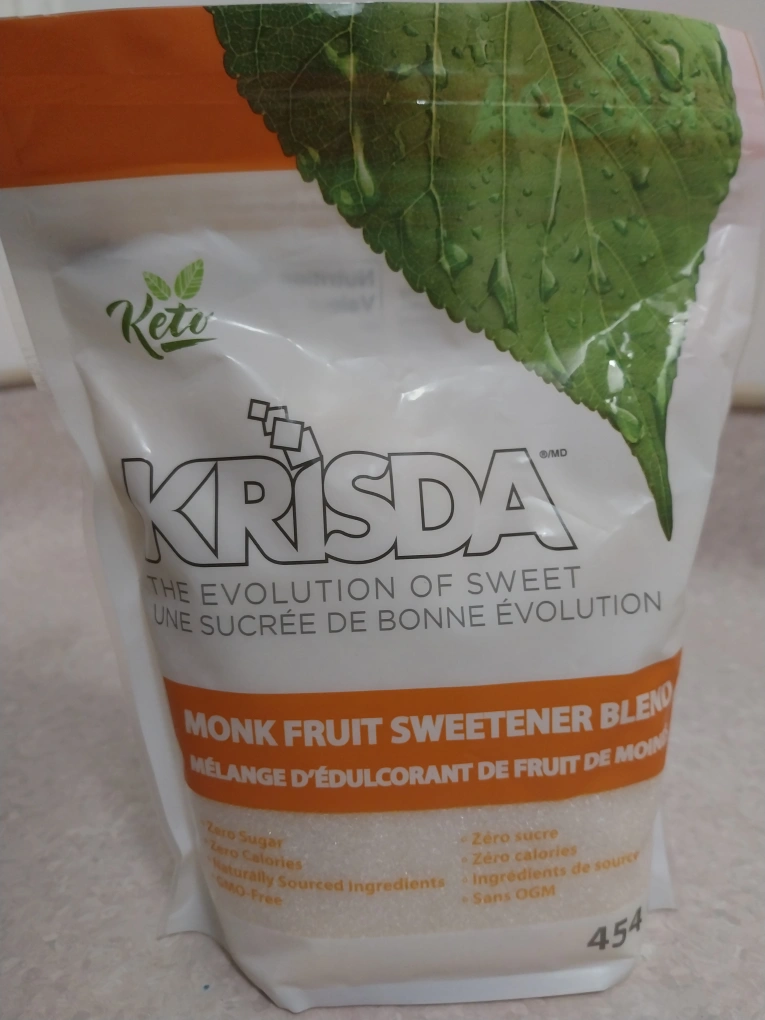 Keto
KRiSDA ®/MD
THE EVOLUTION OF SWEET
UNE SUCRÉE DE BONNE ÉVOLUTION
MONK FRUIT SWEETENER BLEND
MÉLANGE D'ÉDULCORANT DE FRUIT DE
• Zero Sugar
• Zero Calories
• Naturally Sourced Ingredients
• GMO-Free
• Zéro sucre
• Zéro calories
• Ingrédients de source
• Sans OGM
454